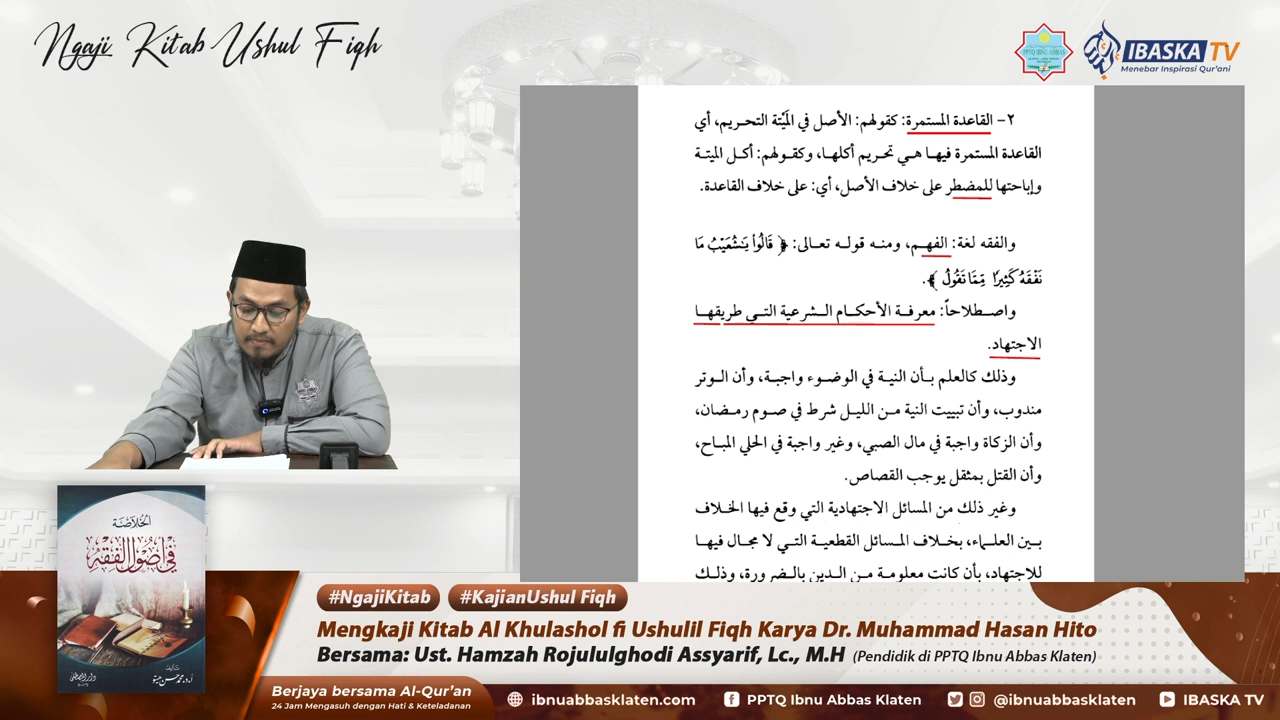 Ngaji Kitab Ushul Fiqh
PPTQ IBNU ABBAS
IBASKA TV
Menebar Inspirasi Qur'ani
٢- القاعدة المستمرة: كقولهم: الأصل في الميْتة التحريم، أي
القاعدة المستمرة فيها هي تحريم أكلها، وكقولهم: أكل الميتة
وإباحتها للمضطر على خلاف الأصل، أي: على خلاف القاعدة.
والفقه لغة: الفهم، ومنه قوله تعالى: ﴿ قَالُوا۟ يَـٰشُعَيْبُ مَا
نَفْقَهُ كَثِيرًا مِّمَّا تَقُولُ ﴾.
واصطلاحاً: معرفة الأحكام الشرعية التي طريقها
الاجتهاد.
وذلك كالعلم بأن النية في الوضوء واجبة، وأن الوتر
مندوب، وأن تبييت النية من الليل شرط في صوم رمضان،
وأن الزكاة واجبة في مال الصبي، وغير واجبة في الحلي المباح،
وأن القتل بمثقل يوجب القصاص.
وغير ذلك من المسائل الاجتهادية التي وقع فيها الخلاف
بين العلماء، بخلاف المسائل القطعية التي لا مجال فيها
للاجتهاد، بأن كانت معلومة من الدين بالضرورة، وذلك
الخلاصة
في أصول الفقه
تأليف
أ.د. محمد حسن هيتو
#NgajiKitab
#KajianUshul Fiqh
Mengkaji Kitab Al Khulashol fi Ushulil Fiqh Karya Dr. Muhammad Hasan Hito
Bersama: Ust. Hamzah Rojululghodi Assyarif, Lc., M.H (Pendidik di PPTQ Ibnu Abbas Klaten)
Berjaya bersama Al-Qur'an
24 Jam Mengasuh dengan Hati & Keteladanan
ibnuabbasklaten.com
PPTQ Ibnu Abbas Klaten
@ibnuabbasklaten
IBASKA TV